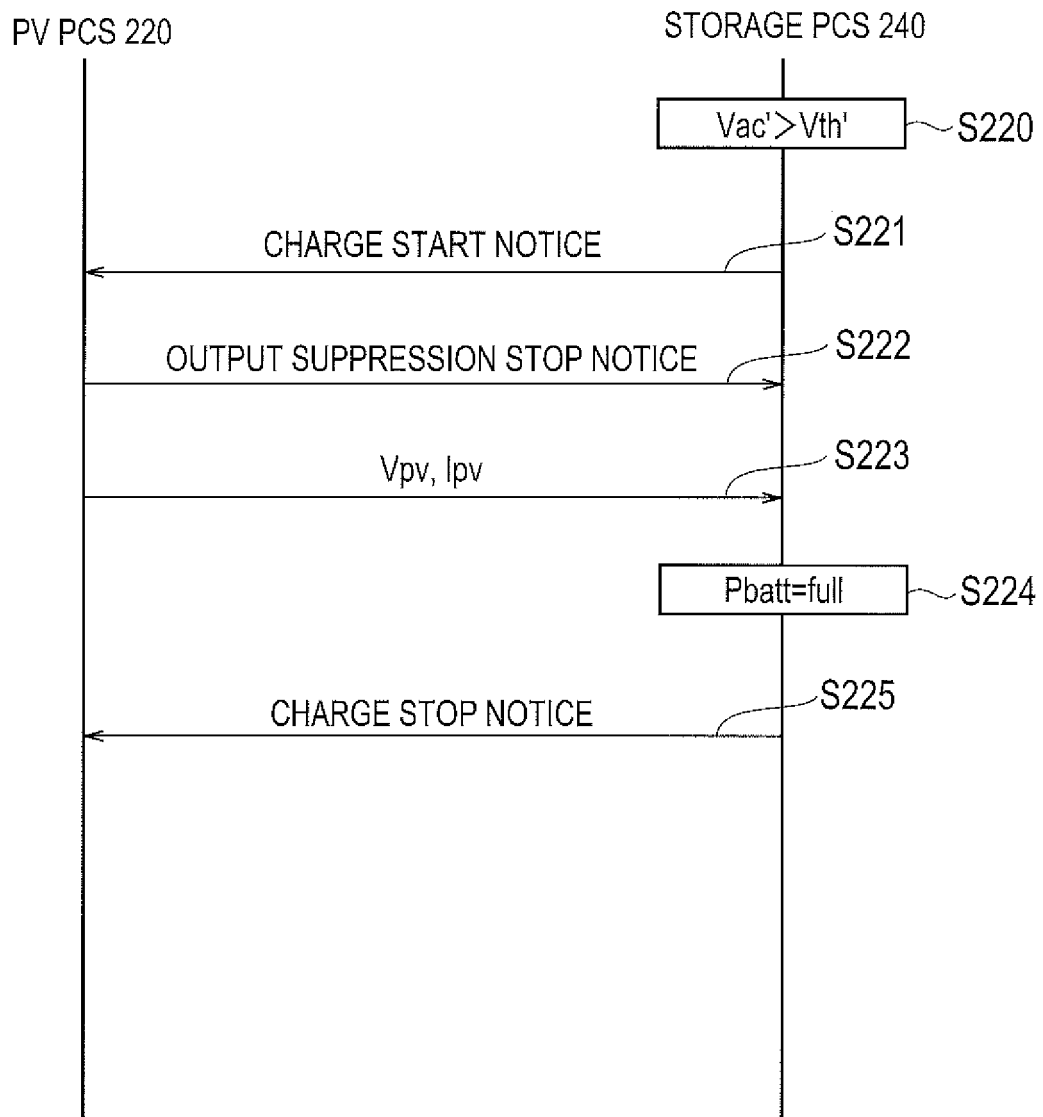 PV PCS 220
STORAGE PCS 240
Vac'>Vth'
S220
S221
CHARGE START NOTICE
S222
OUTPUT SUPPRESSION STOP NOTICE
S223
Vpv, Ipv
Pbatt=full
S224
S225
CHARGE STOP NOTICE